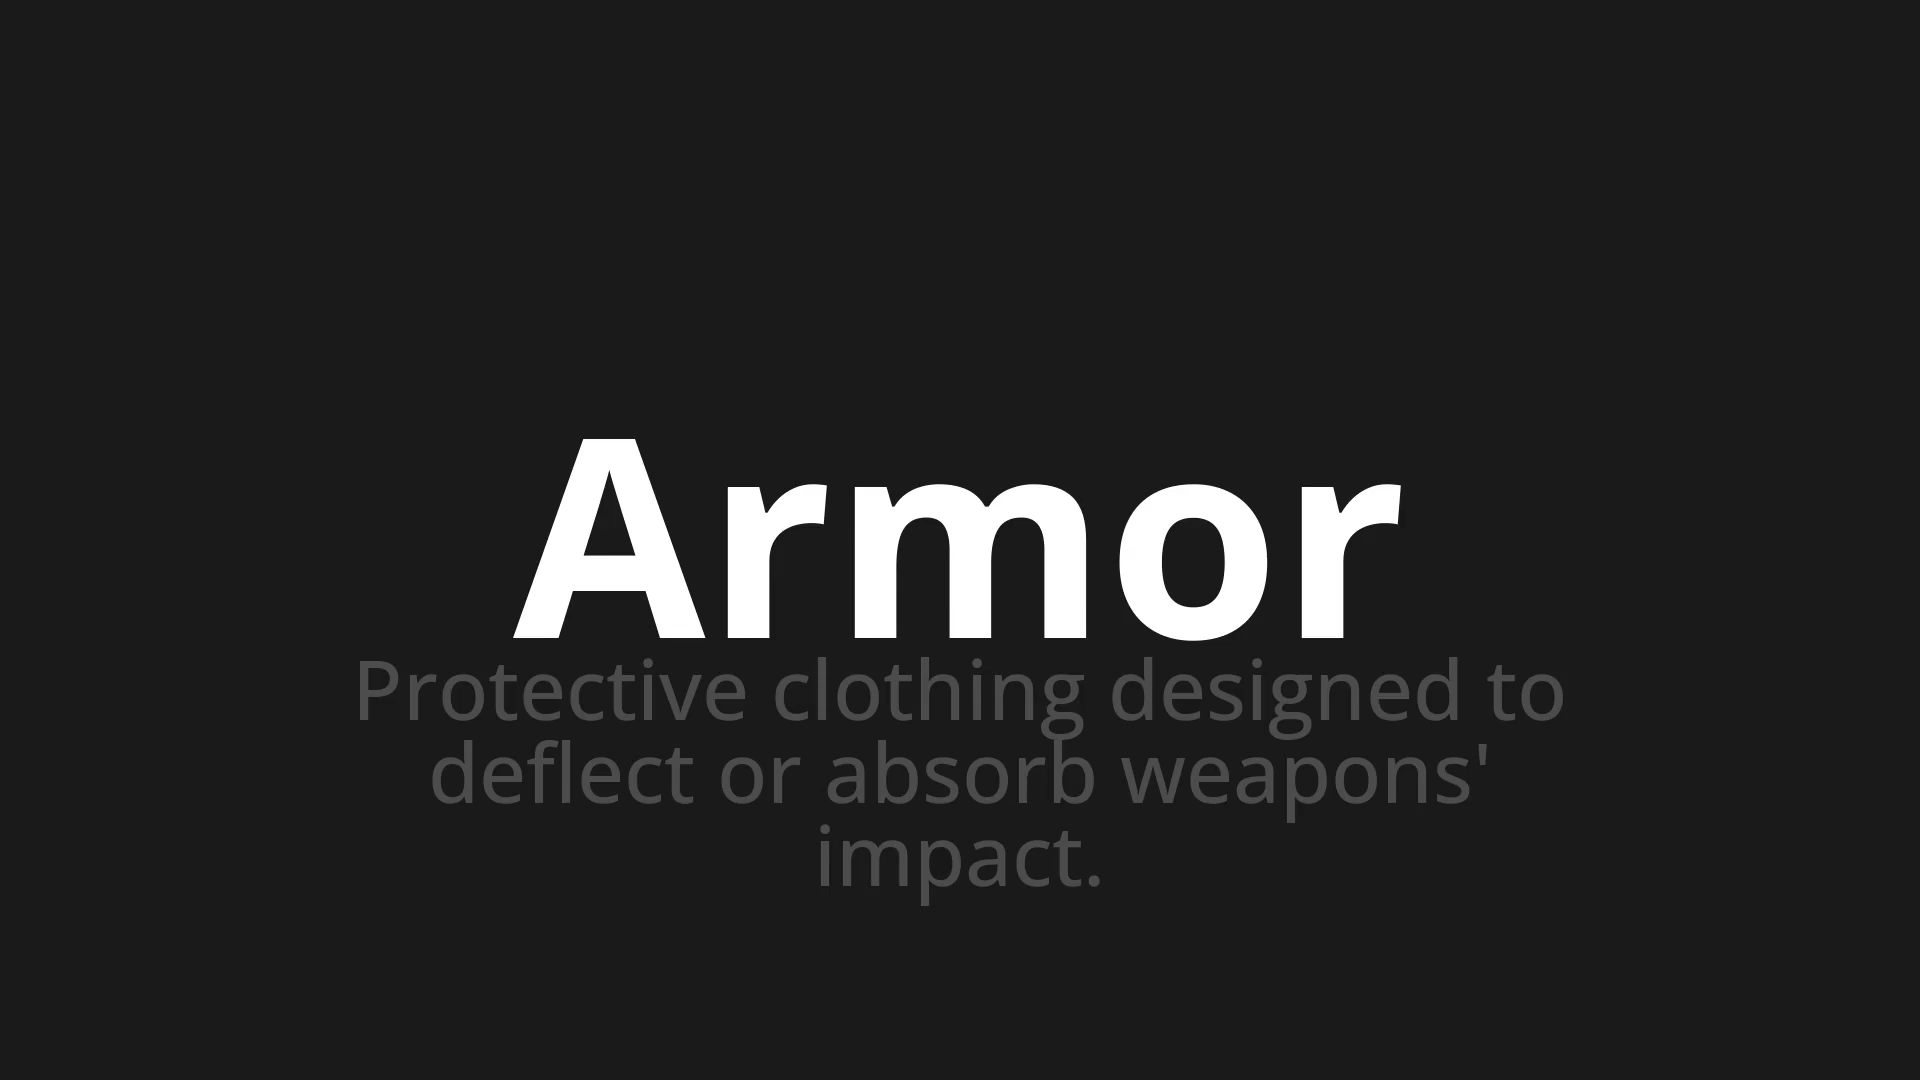 Armor
Protective clothing designed to
deflect or absorb weapons'
impact.